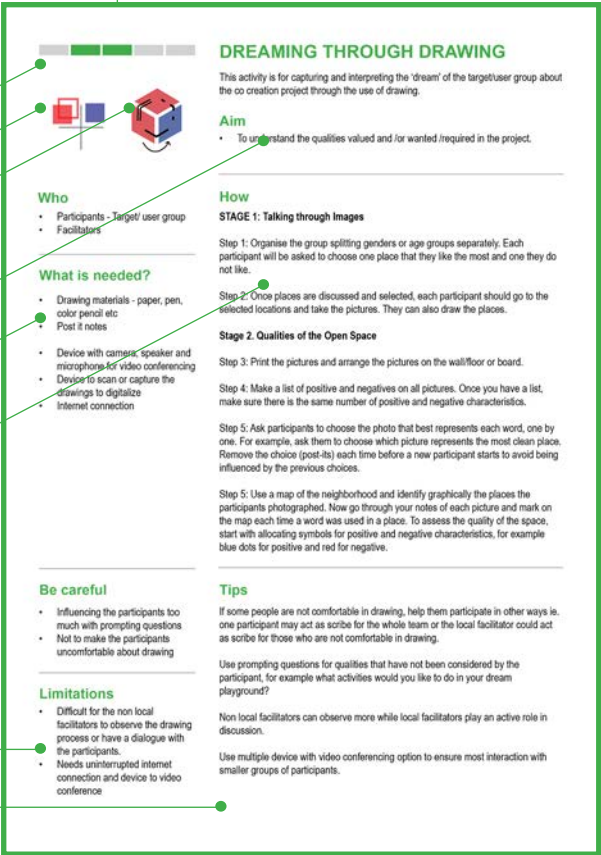 DREAMING THROUGH DRAWING
This activity is for capturing and interpreting the 'dream' of the target/user group about
the co creation project through the use of drawing.
Aim
• To understand the qualities valued and /or wanted /required in the project.
Who
• Participants - Target/ user group
• Facilitators
What is needed?
• Drawing materials - paper, pen,
color pencil etc
• Post it notes
• Device with camera, speaker and
microphone for video conferencing
• Device to scan or capture the
drawings to digitalize
• Internet connection
How
STAGE 1: Talking through Images
Step 1: Organise the group splitting genders or age groups separately. Each
participant will be asked to choose one place that they like the most and one they do
not like.
Step 2: Once places are discussed and selected, each participant should go to the
selected locations and take the pictures. They can also draw the places.
Stage 2. Qualities of the Open Space
Step 3: Print the pictures and arrange the pictures on the wall/floor or board.
Step 4: Make a list of positive and negatives on all pictures. Once you have a list,
make sure there is the same number of positive and negative characteristics.
Step 5: Ask participants to choose the photo that best represents each word, one by
one. For example, ask them to choose which picture represents the most clean place.
Remove the choice (post-its) each time before a new participant starts to avoid being
influenced by the previous choices.
Step 5: Use a map of the neighborhood and identify graphically the places the
participants photographed. Now go through your notes of each picture and mark on
the map each time a word was used in a place. To assess the quality of the space,
start with allocating symbols for positive and negative characteristics, for example
blue dots for positive and red for negative.
Be careful
• Influencing the participants too
much with prompting questions
• Not to make the participants
uncomfortable about drawing
Limitations
• Difficult for the non local
facilitators to observe the drawing
process or have a dialogue with
the participants.
• Needs uninterrupted internet
connection and device to video
conference
Tips
If some people are not comfortable in drawing, help them participate in other ways ie.
one participant may act as scribe for the whole team or the local facilitator could act
as scribe for those who are not comfortable in drawing.
Use prompting questions for qualities that have not been considered by the
participant, for example what activities would you like to do in your dream
playground?
Non local facilitators can observe more while local facilitators play an active role in
discussion.
Use multiple device with video conferencing option to ensure most interaction with
smaller groups of participants.